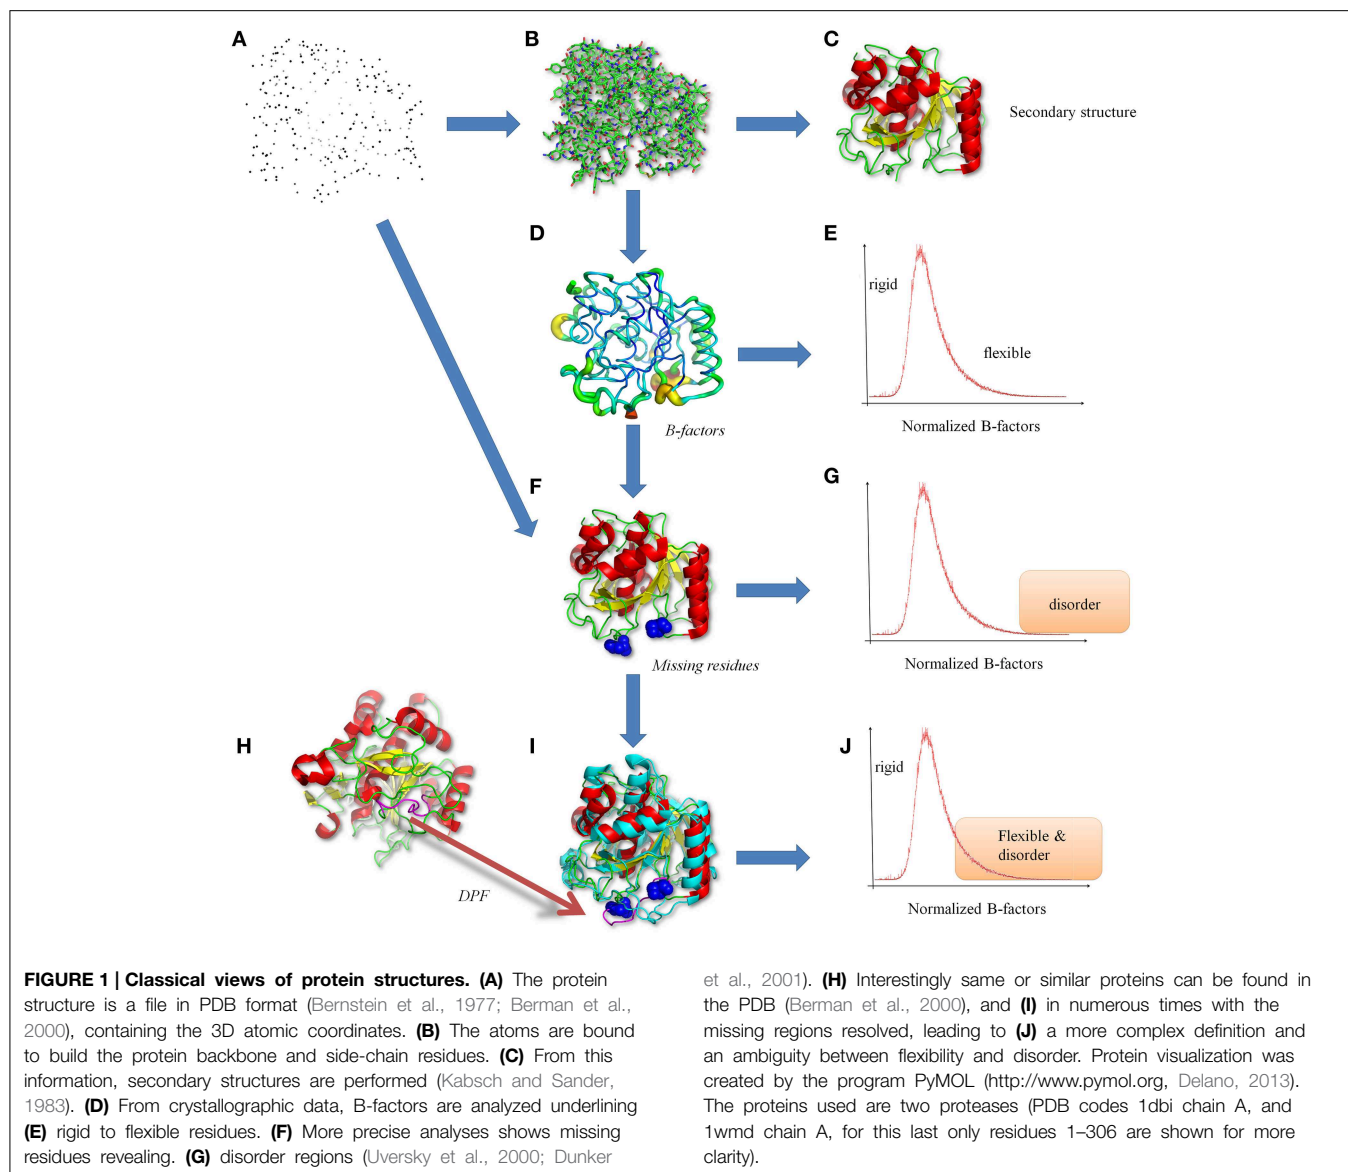 A
B
C
Secondary structure
D
B-factors
E
rigid
flexible
Normalized B-factors
F
Missing residues
G
disorder
Normalized B-factors
H
DPF
I
J
rigid
Flexible &
disorder
Normalized B-factors
FIGURE 1 | Classical views of protein structures. (A) The protein
structure is a file in PDB format (Bernstein et al., 1977; Berman et al.,
2000), containing the 3D atomic coordinates. (B) The atoms are bound
to build the protein backbone and side-chain residues. (C) From this
information, secondary structures are performed (Kabsch and Sander,
1983). (D) From crystallographic data, B-factors are analyzed underlining
(E) rigid to flexible residues. (F) More precise analyses shows missing
residues revealing. (G) disorder regions (Uversky et al., 2000; Dunker
et al., 2001). (H) Interestingly same or similar proteins can be found in
the PDB (Berman et al., 2000), and (I) in numerous times with the
missing regions resolved, leading to (J) a more complex definition and
an ambiguity between flexibility and disorder. Protein visualization was
created by the program PyMOL (http://www.pymol.org, Delano, 2013).
The proteins used are two proteases (PDB codes 1dbi chain A, and
1wmd chain A, for this last only residues 1–306 are shown for more
clarity).